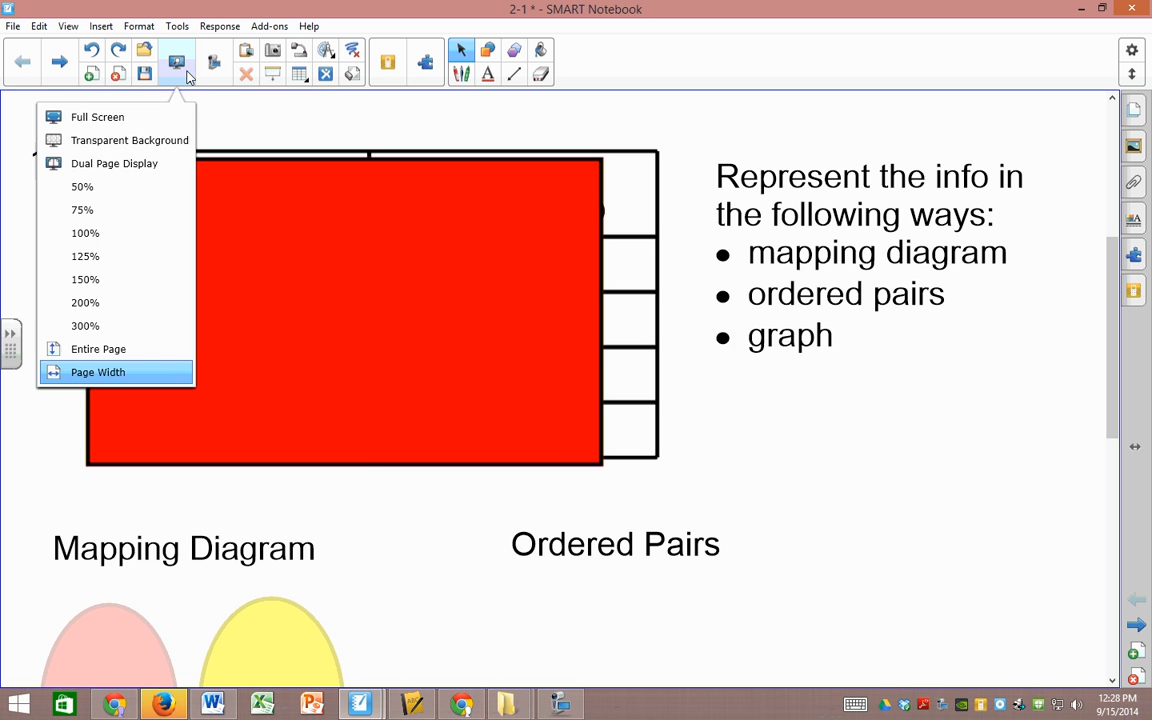 2-1 * - SMART Notebook
File Edit View Insert Format Tools Response Add-ons Help
Full Screen
Transparent Background
Dual Page Display
50%
75%
100%
125%
150%
200%
300%
Entire Page
Page Width
Represent the info in
the following ways:
● mapping diagram
● ordered pairs
● graph
Mapping Diagram
Ordered Pairs
12:28 PM
9/15/2014